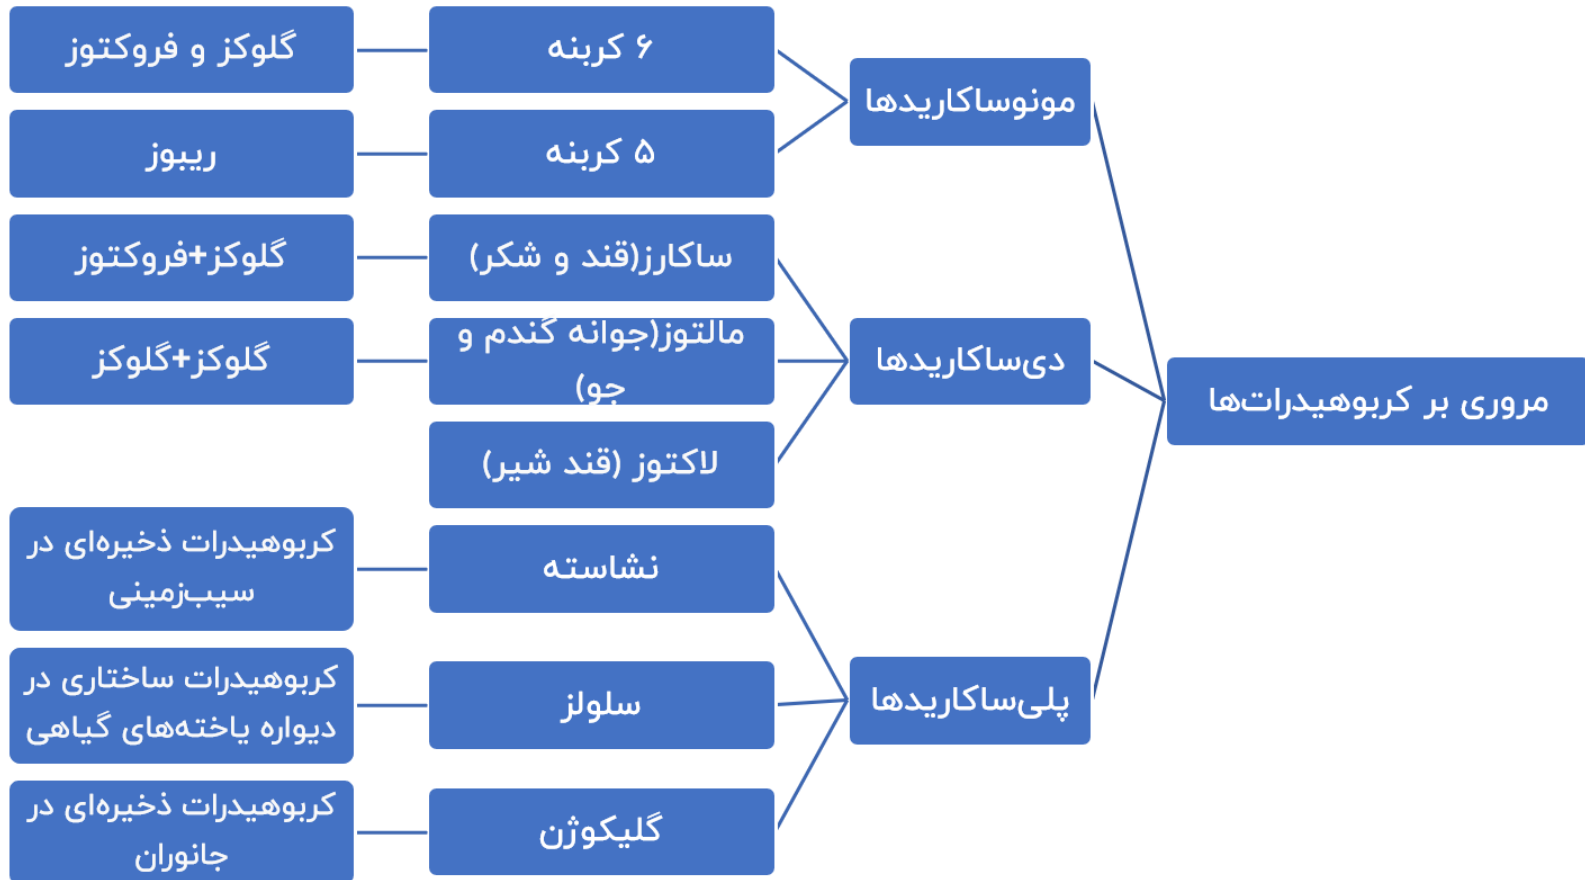 مروری بر کربوهیدرات‌ها
مونوساکاریدها
۶ کربنه
گلوکز و فروکتوز
۵ کربنه
ریبوز
دی‌ساکاریدها
ساکارز(قند و شکر)
گلوکز+فروکتوز
مالتوز(جوانه گندم و
جو)
گلوکز+گلوکز
لاکتوز (قند شیر)
پلی‌ساکاریدها
نشاسته
کربوهیدرات ذخیره‌ای در
سیب‌زمینی
سلولز
کربوهیدرات ساختاری در
دیواره یاخته‌های گیاهی
گلیکوژن
کربوهیدرات ذخیره‌ای در
جانوران